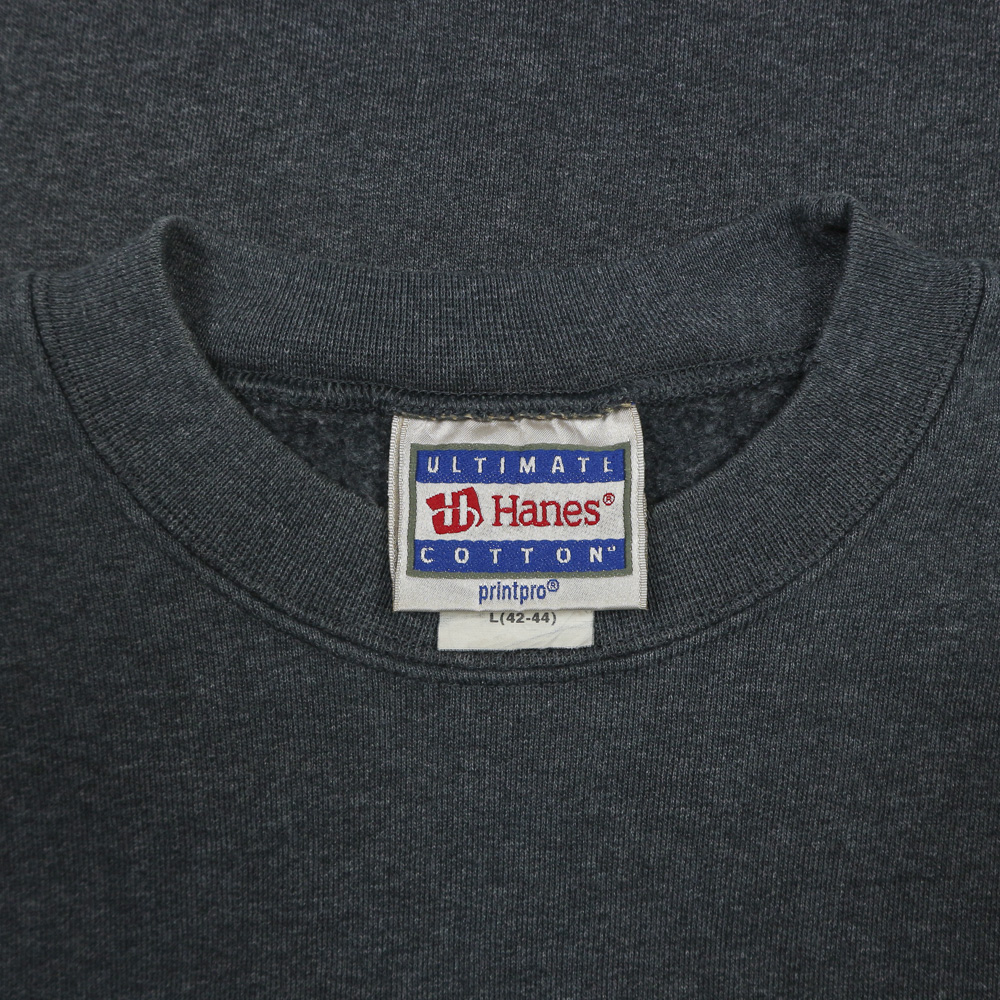 ULTIMATE
Hanes®
COTTON
printpro®
L(42-44)